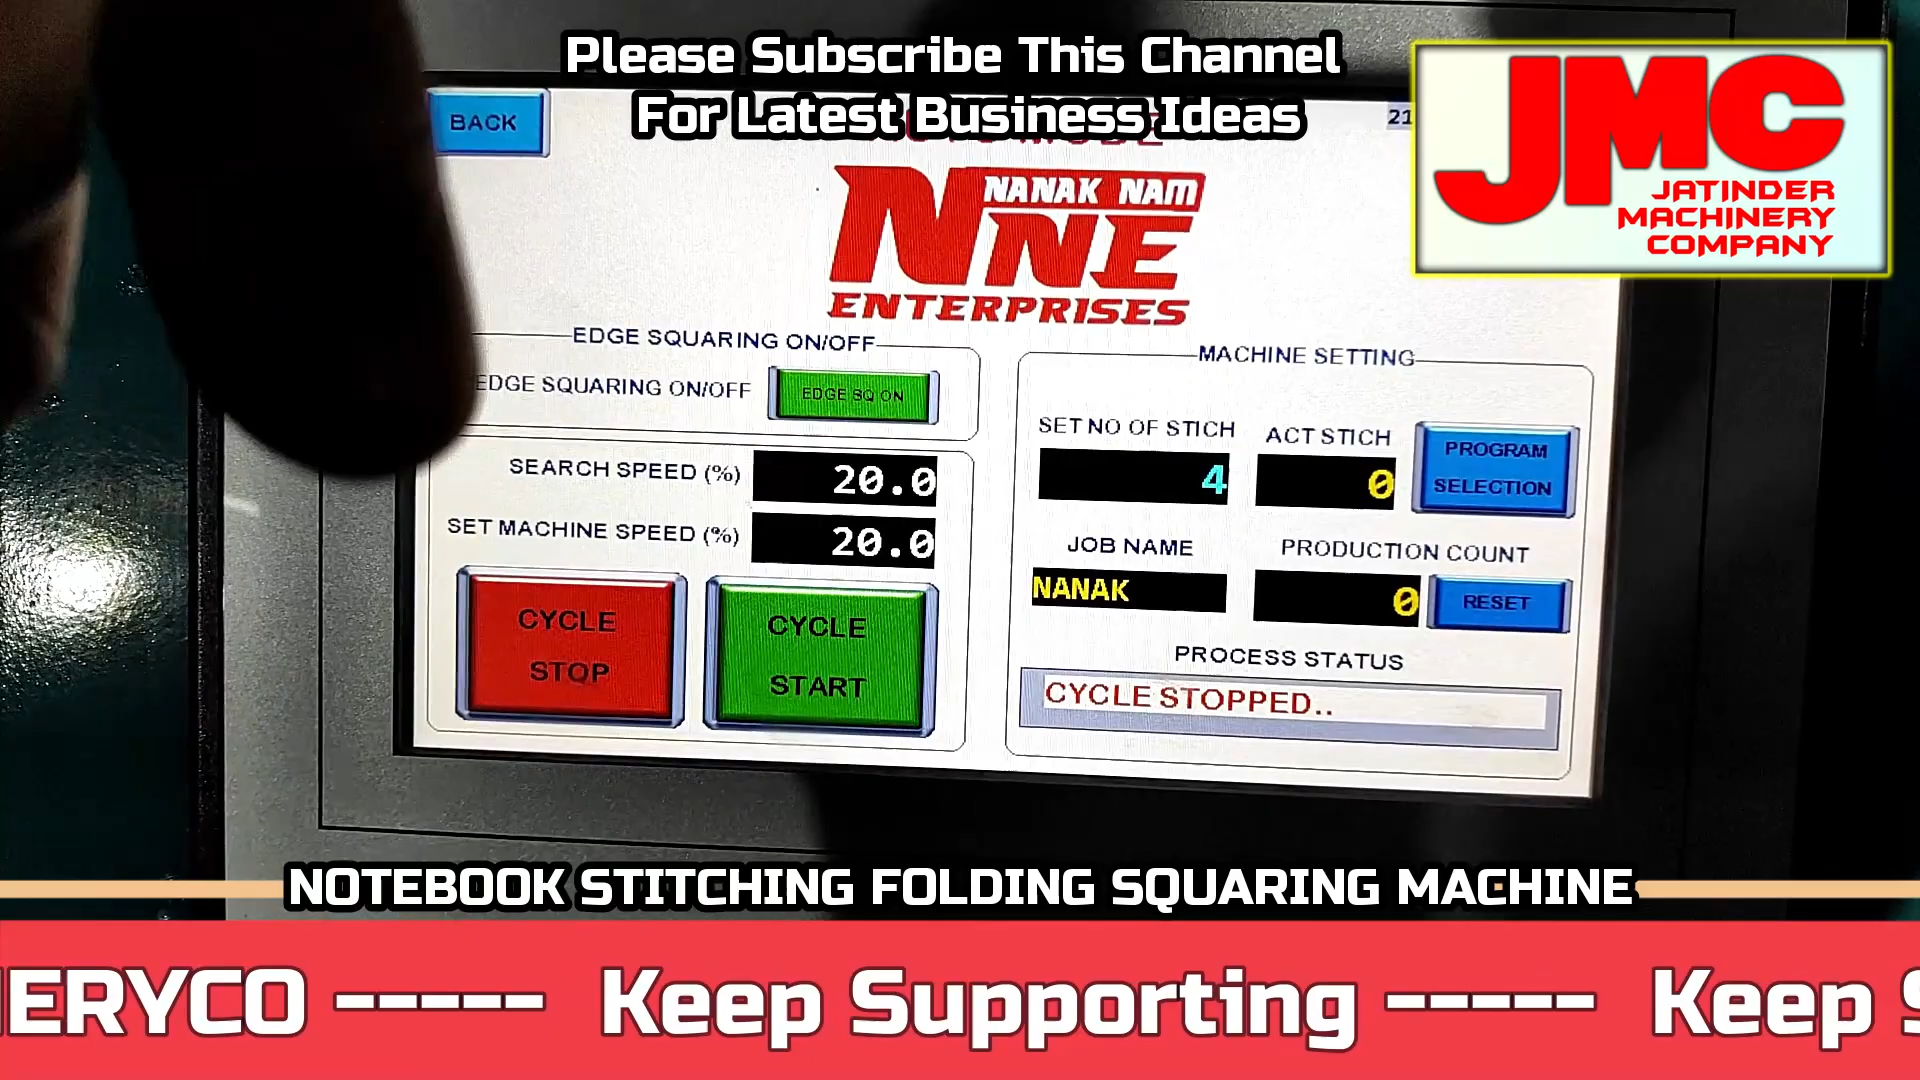 Please Subscribe This Channel
For Latest Business Ideas
BACK
21
JMC
JATINDER
MACHINERY
COMPANY
NANAK NAM
NNE
ENTERPRISES
EDGE SQUARING ON/OFF
EDGE SQUARING ON/OFF
EDGE SQ ON
SEARCH SPEED (%)
20.0
SET MACHINE SPEED (%)
20.0
CYCLE
STOP
CYCLE
START
MACHINE SETTING
SET NO OF STICH
ACT STICH
4
0
PROGRAM
SELECTION
JOB NAME
PRODUCTION COUNT
NANAK
0
RESET
PROCESS STATUS
CYCLE STOPPED..
NOTEBOOK STITCHING FOLDING SQUARING MACHINE
IERYCO ----- Keep Supporting ----- Keep S